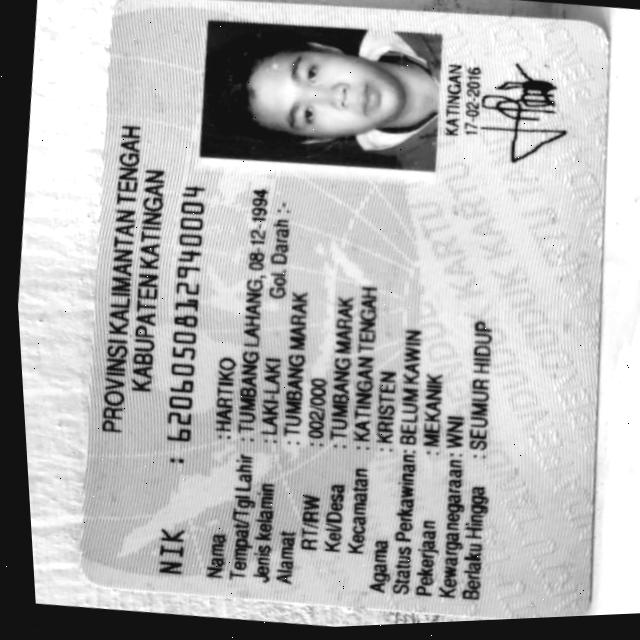 PROVINSI KALIMANTAN TENGAH
KABUPATEN KATINGAN
NIK : 6206050812940004
Nama : HARTIKO
Tempat/Tgl Lahir : TUMBANG LAHANG, 08-12-1994
Jenis kelamin : LAKI-LAKI Gol. Darah :-
Alamat : TUMBANG MARAK
RT/RW : 002/000
Kel/Desa : TUMBANG MARAK
Kecamatan : KATINGAN TENGAH
Agama : KRISTEN
Status Perkawinan: BELUM KAWIN
Pekerjaan : MEKANIK
Kewarganegaraan: WNI
Berlaku Hingga : SEUMUR HIDUP
KATINGAN
17-02-2016